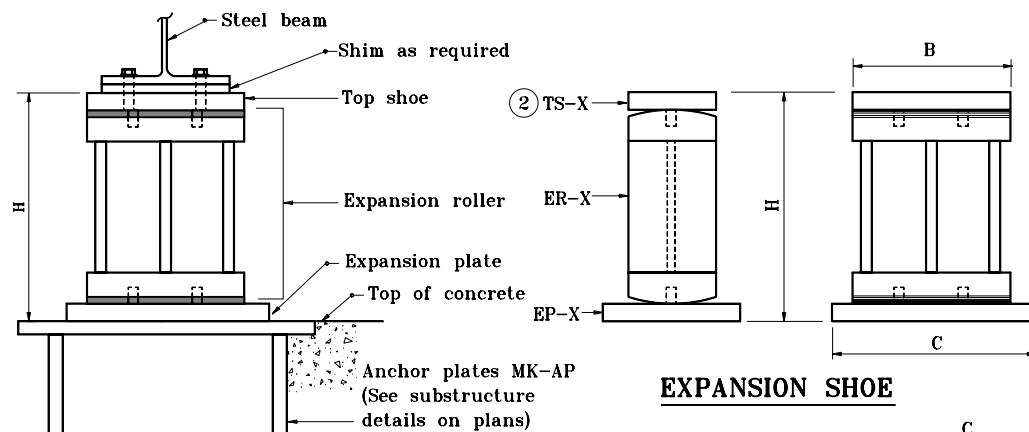 Steel beam
Shim as required
Top shoe
H
Expansion roller
Expansion plate
Top of concrete
Anchor plates MK-AP
(See substructure
details on plans)
2 TS-X
ER-X
EP-X
H
B
C
EXPANSION SHOE
C